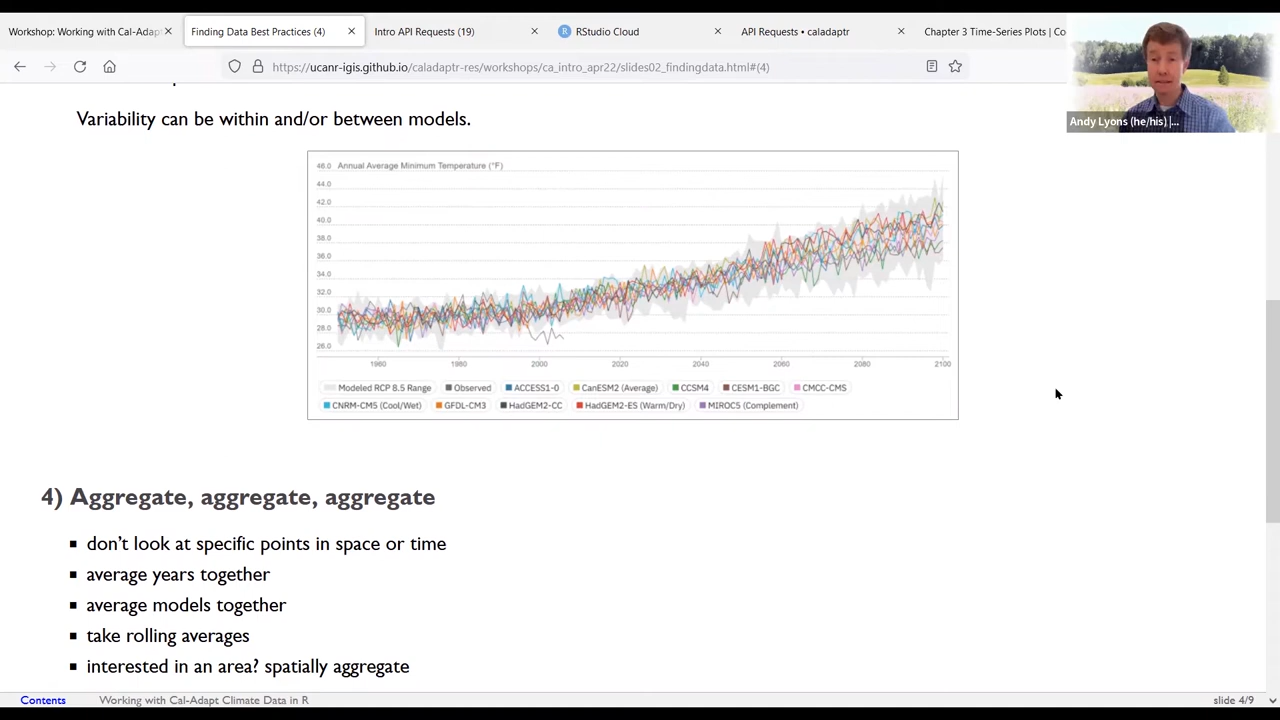 Workshop: Working with Cal-Adapt
Finding Data Best Practices (4)
Intro API Requests (19)
RStudio Cloud
API Requests • caladaptr
Chapter 3 Time-Series Plots | Co
https://ucanr-igis.github.io/caladaptr-res/workshops/ca_intro_apr22/slides02_findingdata.html#(4)
Andy Lyons (he/his) |...
Variability can be within and/or between models.
46.0 Annual Average Minimum Temperature (°F)
44.0
42.0
40.0
38.0
36.0
34.0
32.0
30.0
28.0
26.0
1960 1980 2000 2020 2040 2060 2080 2100
Modeled RCP 8.5 Range Observed ACCESS1-0 CanESM2 (Average) CCSM4 CESM1-BGC CMCC-CMS
CNRM-CM5 (Cool/Wet) GFDL-CM3 HadGEM2-CC HadGEM2-ES (Warm/Dry) MIROC5 (Complement)
4) Aggregate, aggregate, aggregate
don't look at specific points in space or time
average years together
average models together
take rolling averages
interested in an area? spatially aggregate
Contents Working with Cal-Adapt Climate Data in R slide 4/9